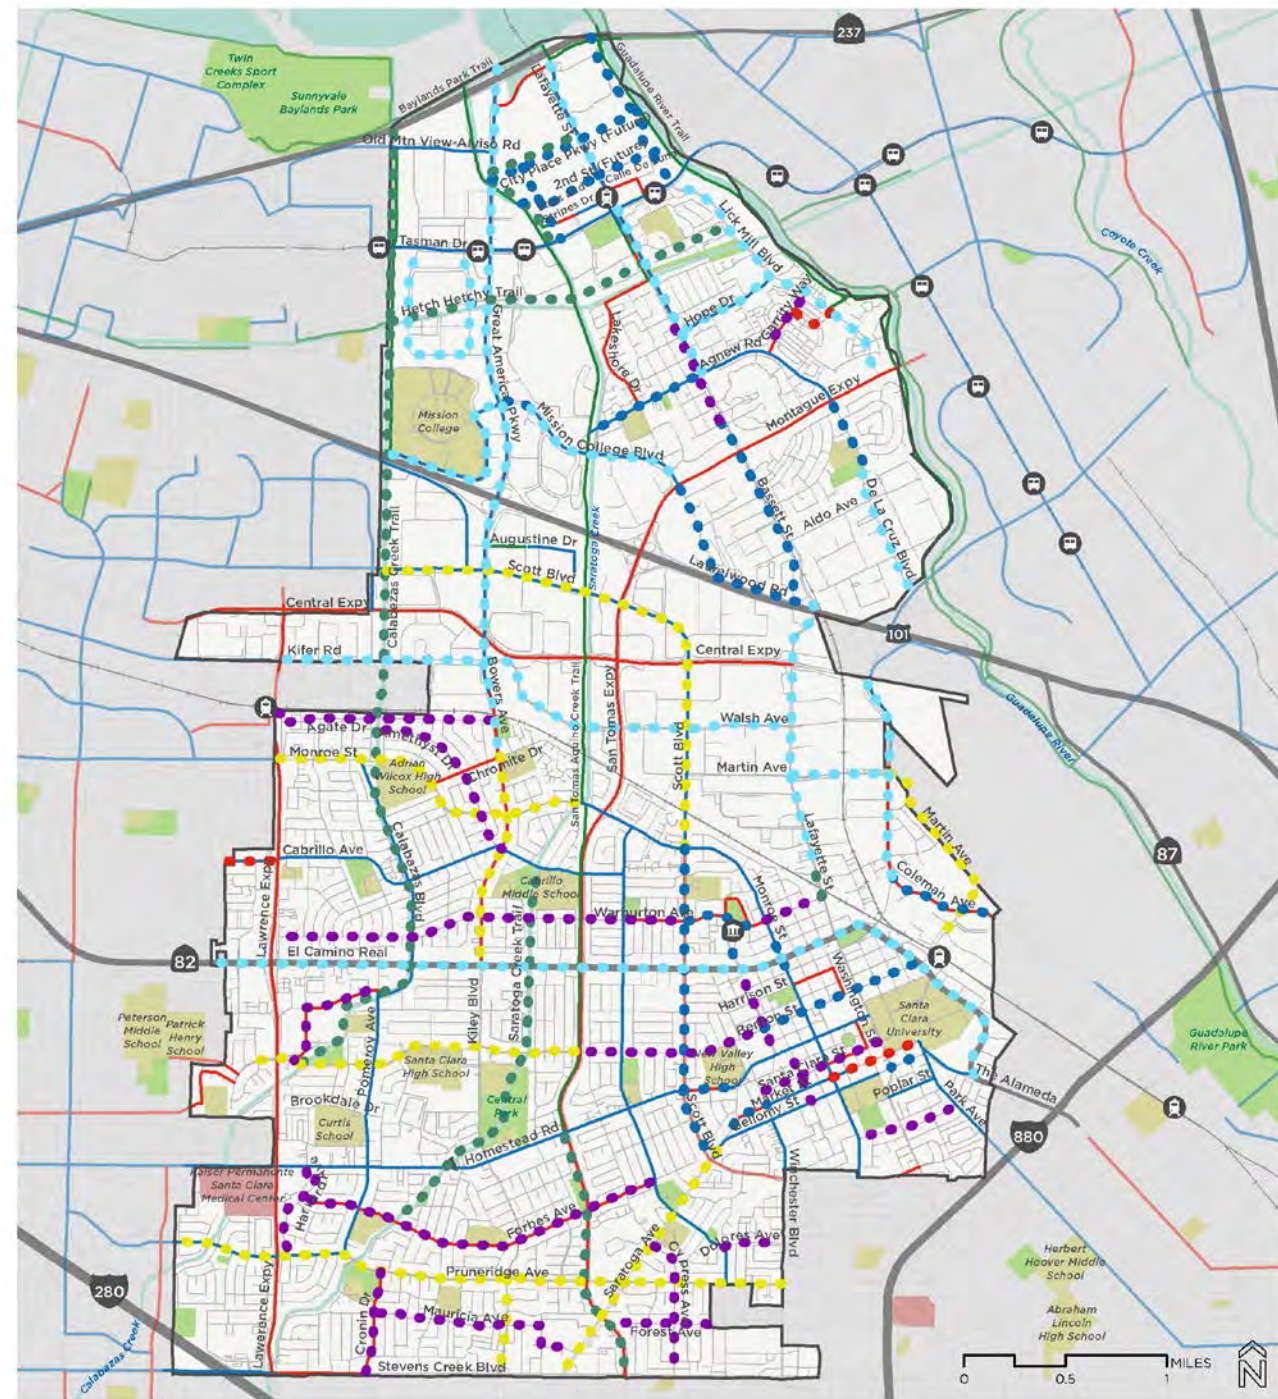 237
Twin
Creeks Sport
Complex
Sunnyvale
Baylands Park
Baylands Park Trail
Lafayette St
Guadalupe River Trail
Old Mtn View-Alviso Rd
City Place Pkwy (Future)
2nd St (Future)
Stripes Dr
Lick Mill Blvd
Coyote Creek
Tasman Dr
Hetch Hetchy Trail
Great America Pkwy
Hope Dr
Garrity Way
Lakeshore Dr
Agnew Rd
Montague Expy
Mission
College
Mission College Blvd
Bassett St
De La Cruz Blvd
Aldo Ave
Calabazas Creek Trail
Augustine Dr
Saratoga Creek
Scott Blvd
Laurelwood Rd
Central Expy
101
Kifer Rd
Central Expy
Bowers Ave
San Tomas Aquino Creek Trail
San Tomas Expy
Guadalupe River
Walsh Ave
Scott Blvd
Agate Dr
Monroe St
Chromite Dr
Adrian
Wilcox High
School
Martin Ave
Martin Ave
Lafayette St
87
Cabrillo Ave
Calabazas Blvd
Coleman Ave
Cabrillo
Middle School
Monroe St
Lawrence Expy
Warburton Ave
El Camino Real
82
Kiley Blvd
Saratoga Creek Trail
Washington St
Harrison St
Benton St
Santa
Clara
University
Peterson
Middle
School
Patrick
Henry
School
Pomeroy Ave
Santa Clara
High School
New Valley
High
School
Santa Clara St
Market St
Bellomy St
Poplar St
Park Ave
The Alameda
Guadalupe
River Park
Brookdale Dr
Central
Park
Scott Blvd
Curtis
School
Homestead Rd
880
Kaiser Permanente
Santa Clara
Medical Center
Winchester Blvd
Forbes Ave
Saratoga Ave
Dolores Ave
Cypress Ave
Pruneridge Ave
Herbert
Hoover Middle
School
280
Lawerence Expy
Cronin Dr
Mauricia Ave
Forest Ave
Abraham
Lincoln
High School
Calabazas Creek
Stevens Creek Blvd
MILES
0 0.5 1
N